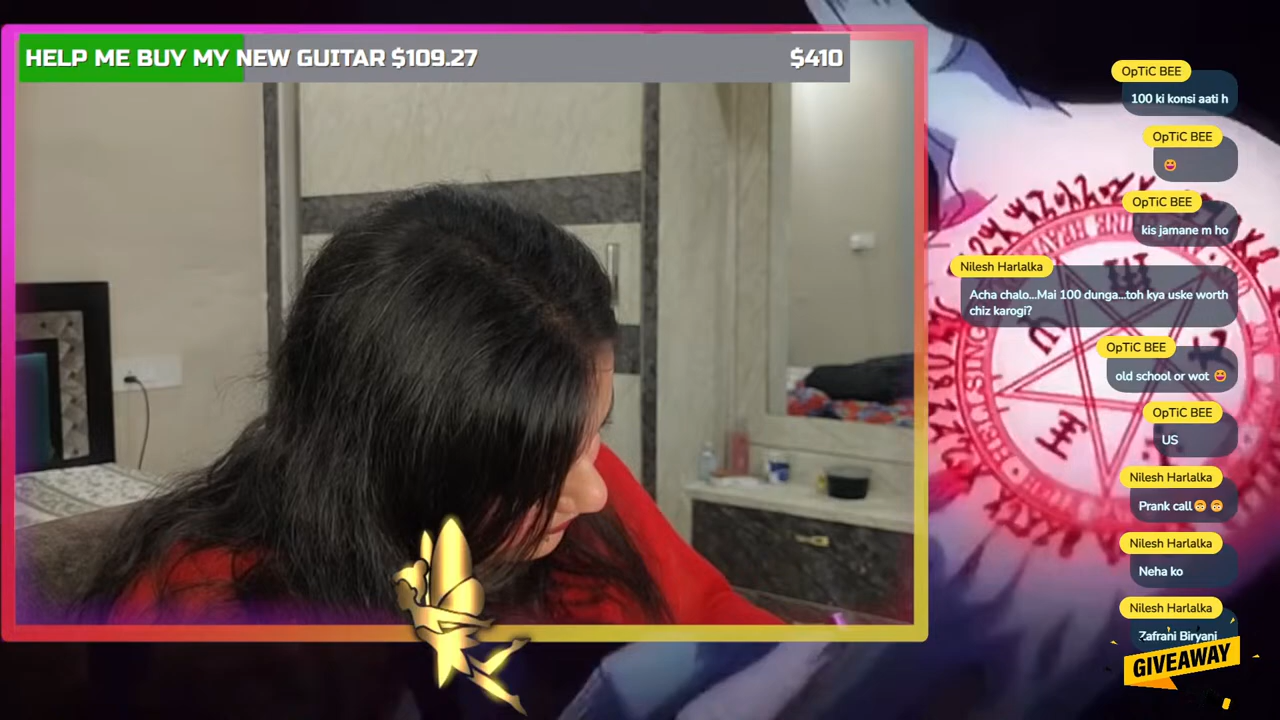 HELP ME BUY MY NEW GUITAR $109.27
$410
OpTiC BEE
100 ki konsi aati h
OpTiC BEE
😆
OpTiC BEE
kis jamane m ho
Nilesh Harlalka
Acha chalo...Mai 100 dunga...toh kya uske worth
chiz karogi?
OpTiC BEE
old school or wot 😆
OpTiC BEE
US
Nilesh Harlalka
Prank call🙃 🙃
Nilesh Harlalka
Neha ko
Nilesh Harlalka
Zafrani Biryani
GIVEAWAY